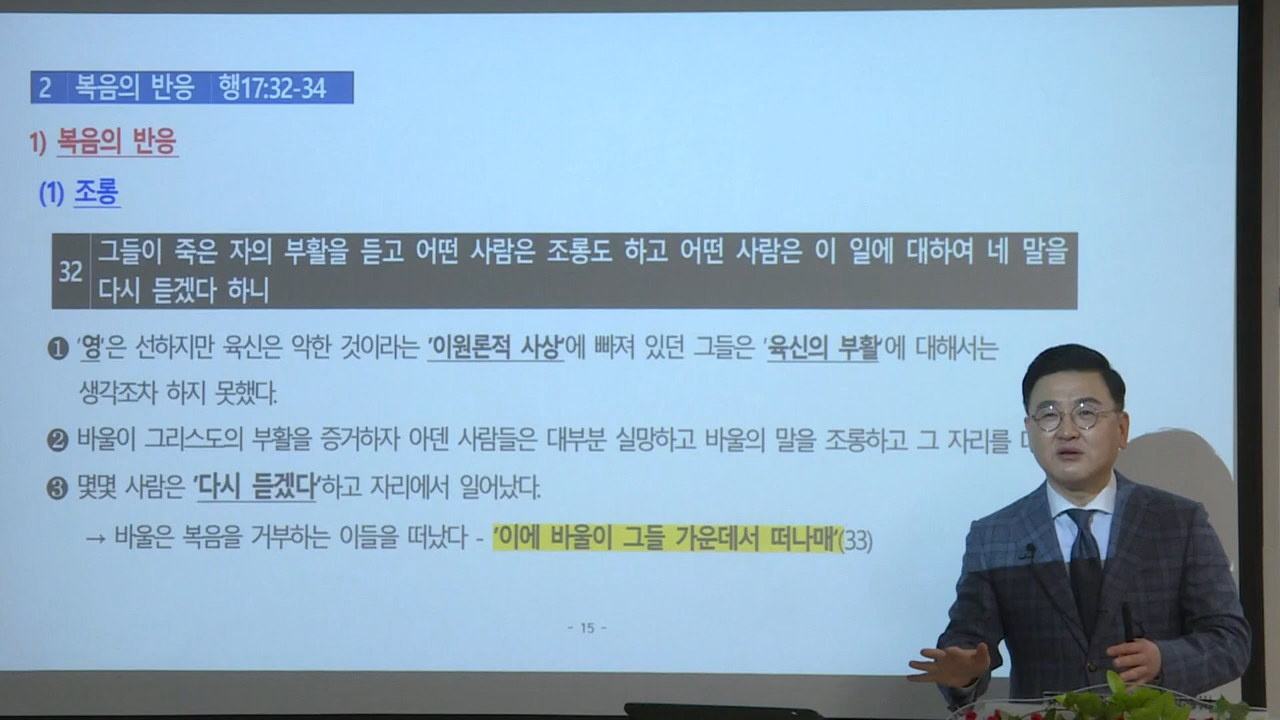 2 복음의 반응 행17:32-34
1) 복음의 반응
(1) 조롱
32 그들이 죽은 자의 부활을 듣고 어떤 사람은 조롱도 하고 어떤 사람은 이 일에 대하여 네 말을
다시 듣겠다 하니
❶ '영'은 선하지만 육신은 악한 것이라는 '이원론적 사상'에 빠져 있던 그들은 '육신의 부활'에 대해서는
생각조차 하지 못했다.
❷ 바울이 그리스도의 부활을 증거하자 아덴 사람들은 대부분 실망하고 바울의 말을 조롱하고 그 자리를
❸ 몇몇 사람은 '다시 듣겠다'하고 자리에서 일어났다.
→ 바울은 복음을 거부하는 이들을 떠났다 - '이에 바울이 그들 가운데서 떠나매'(33)
- 15 -